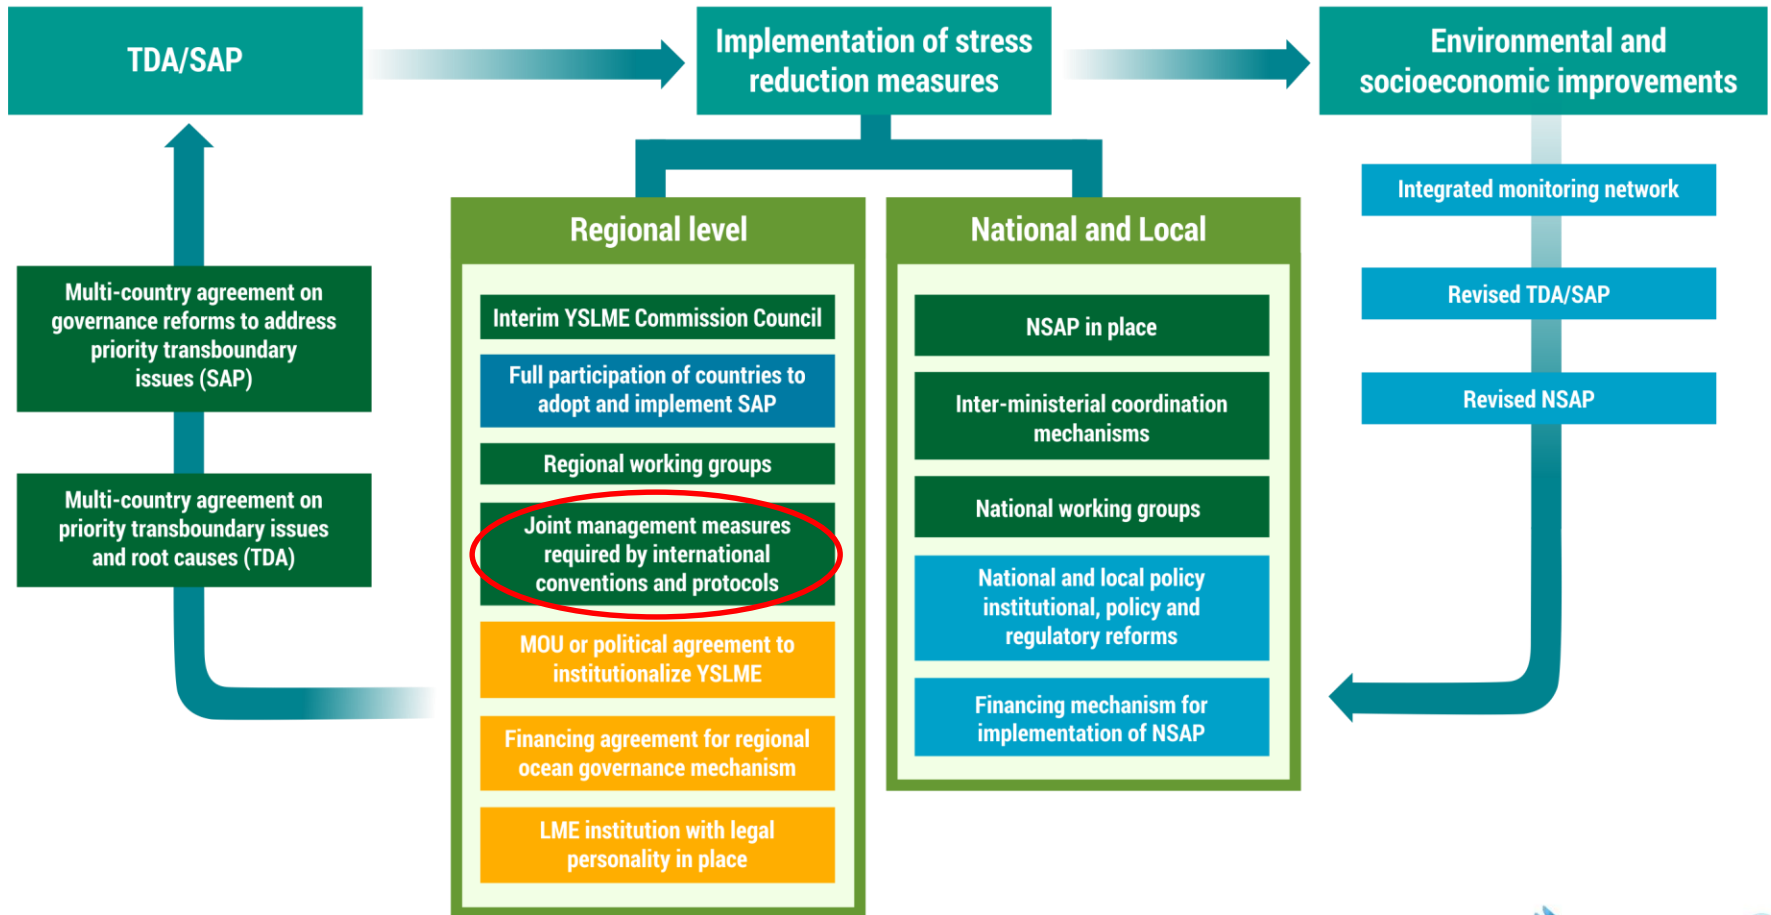 TDA/SAP
Implementation of stress
reduction measures
Environmental and
socioeconomic improvements
Multi-country agreement on
governance reforms to address
priority transboundary
issues (SAP)
Multi-country agreement on
priority transboundary issues
and root causes (TDA)
Regional level
Interim YSLME Commission Council
Full participation of countries to
adopt and implement SAP
Regional working groups
Joint management measures
required by international
conventions and protocols
MOU or political agreement to
institutionalize YSLME
Financing agreement for regional
ocean governance mechanism
LME institution with legal
personality in place
National and Local
NSAP in place
Inter-ministerial coordination
mechanisms
National working groups
National and local policy
institutional, policy and
regulatory reforms
Financing mechanism for
implementation of NSAP
Integrated monitoring network
Revised TDA/SAP
Revised NSAP